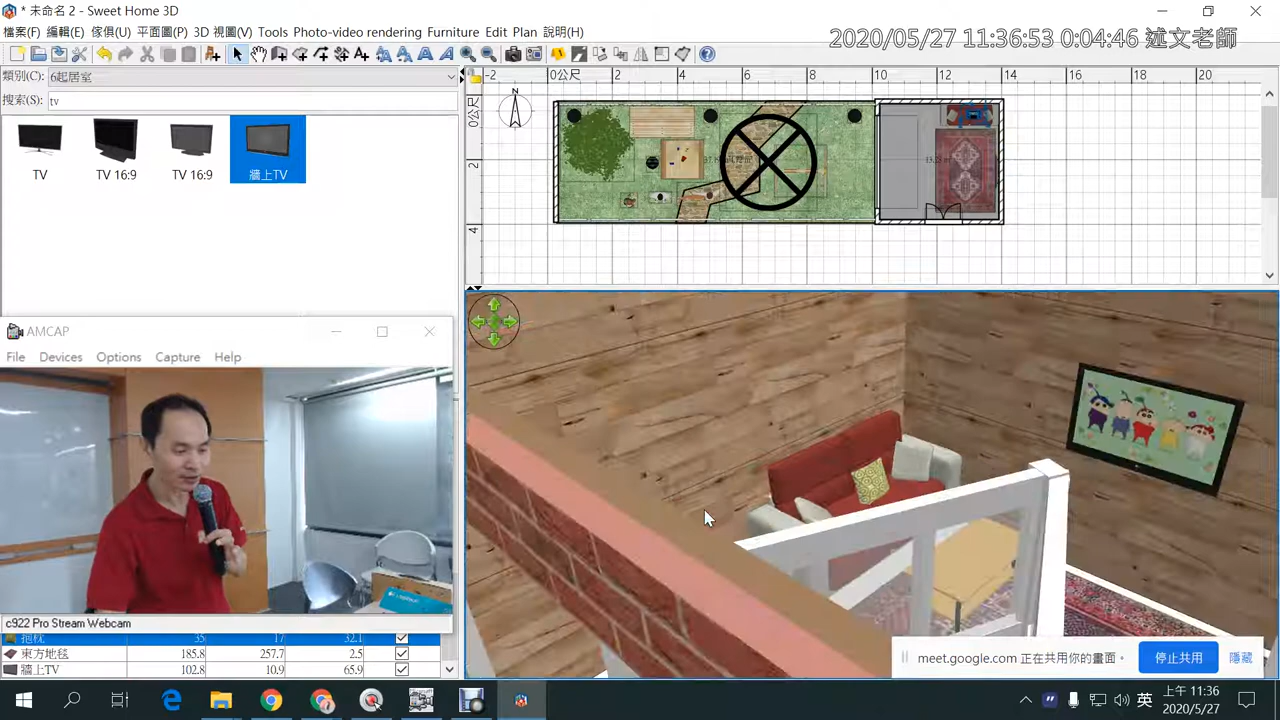 * 未命名 2 - Sweet Home 3D
檔案(F) 編輯(E) 傢俱(U) 平面圖(P) 3D 視圖(V) Tools Photo-video rendering Furniture Edit Plan 說明(H)
2020/05/27 11:36:53 0:04:46 述文老師
類別(C): 6起居室
搜索(S): tv
TV
TV 16:9
TV 16:9
牆上TV
-2 0公尺 2 4 6 8 10 12 14 16 18 20
0公尺
2
4
N
AMCAP
File Devices Options Capture Help
c922 Pro Stream Webcam
抱枕 35 17 32.1
東方地毯 185.8 257.7 2.5
牆上TV 102.8 10.9 65.9
meet.google.com 正在共用你的畫面。 停止共用 隱藏
英
上午 11:36
2020/5/27